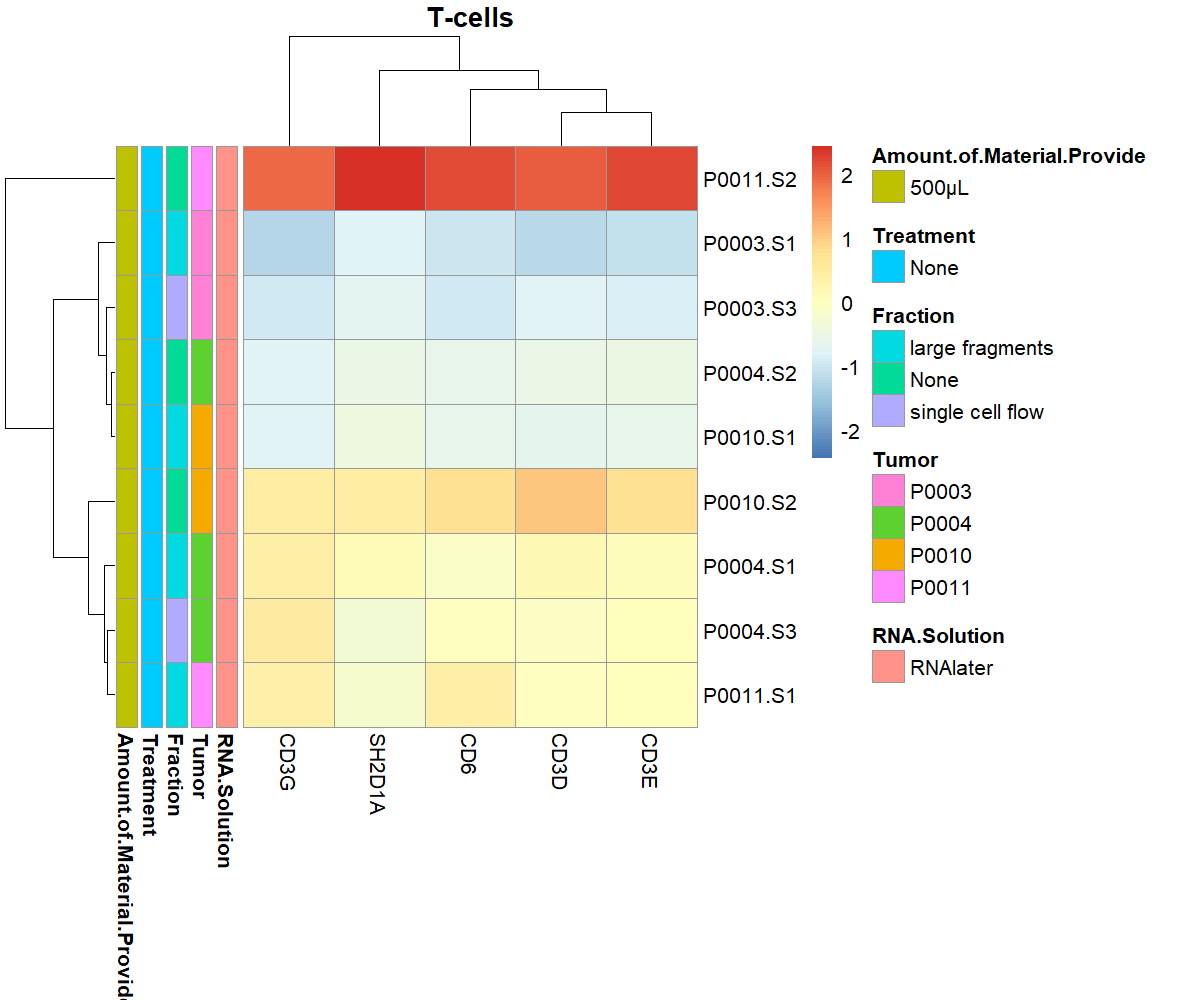 T-cells
P0011.S2
P0003.S1
P0003.S3
P0004.S2
P0010.S1
P0010.S2
P0004.S1
P0004.S3
P0011.S1
CD3G
SH2D1A
CD6
CD3D
CD3E
Amount.of.Material.Provide
Treatment
Fraction
Tumor
RNA.Solution
2
1
0
-1
-2
Amount.of.Material.Provide
500µL
Treatment
None
Fraction
large fragments
None
single cell flow
Tumor
P0003
P0004
P0010
P0011
RNA.Solution
RNAlater